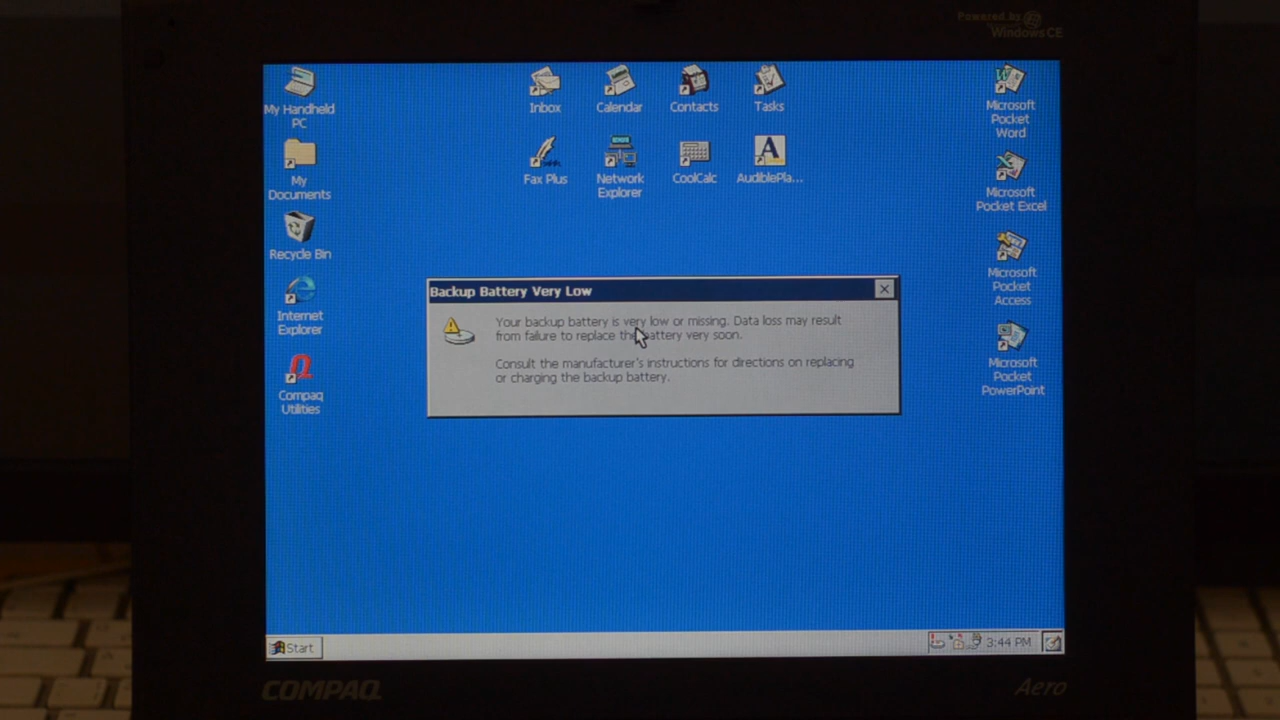 Powered by
Windows CE
My Handheld
PC
My
Documents
Recycle Bin
Internet
Explorer
Compaq
Utilities
Inbox
Calendar
Contacts
Tasks
Fax Plus
Network
Explorer
CoolCalc
AudiblePla...
Microsoft
Pocket
Word
Microsoft
Pocket Excel
Microsoft
Pocket
Access
Microsoft
Pocket
PowerPoint
Backup Battery Very Low
Your backup battery is very low or missing. Data loss may result
from failure to replace the battery very soon.
Consult the manufacturer's instructions for directions on replacing
or charging the backup battery.
Start
3:44 PM
COMPAQ
Aero